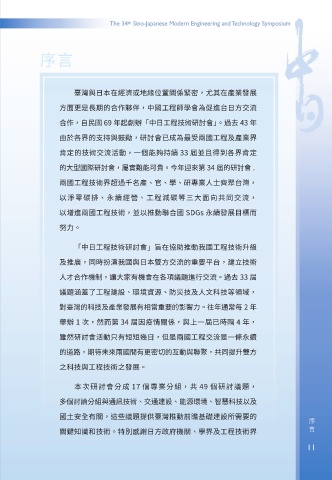 The 34th Sino-Japanese Modern Engineering and Technology Symposium
中日
序言
臺灣與日本在經濟或地緣位置關係緊密，尤其在產業發展
方面更是長期的合作夥伴，中國工程師學會為促進台日方交流
合作，自民國 69 年起創辦「中日工程技術研討會」。過去 43 年
由於各界的支持與鼓勵，研討會已成為最受兩國工程及產業界
肯定的技術交流活動，一個能夠持續 33 屆並且得到各界肯定
的大型國際研討會，屬實難能可貴。今年迎來第 34 屆的研討會，
兩國工程技術界超過千名產、官、學、研專業人士齊聚台灣，
以淨零碳排、永續經營、工程減碳等三大面向共同交流，
以增進兩國工程技術，並以推動聯合國 SDGs 永續發展目標而
努力。
「中日工程技術研討會」旨在協助推動我國工程技術升級
及推廣，同時扮演我國與日本雙方交流的重要平台，建立技術
人才合作機制，讓大家有機會在各項議題進行交流。過去 33 屆
議題涵蓋了工程建設、環境資源、防災技及人文科技等領域，
對臺灣的科技及產業發展有相當重要的影響力。往年通常每 2 年
舉辦 1 次，然而第 34 屆因疫情關係，與上一屆已時隔 4 年，
雖然研討會活動只有短短幾日，但是兩國工程交流是一條永續
的道路，期待未來兩國間有更密切的互動與聯繫，共同提升雙方
之科技與工程技術之發展。
本次研討會分成 17 個專業分組，共 49 個研討議題，
多個討論分組與通訊技術、交通建設、能源環境、智慧科技以及
國土安全有關，這些議題提供臺灣推動前瞻基礎建設所需要的
關鍵知識和技術。特別感謝日方政府機關、學界及工程技術界
序言
11